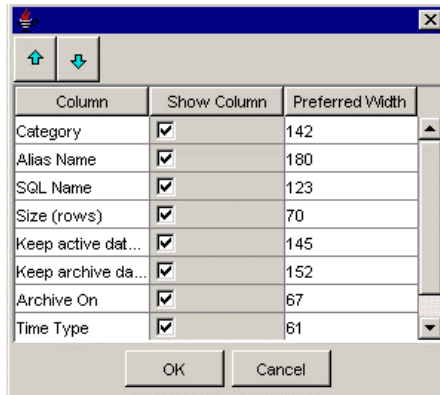 Column Show Column Preferred Width
Category 142
Alias Name 180
SQL Name 123
Size (rows) 70
Keep active dat... 145
Keep archive da... 152
Archive On 67
Time Type 61
OK Cancel